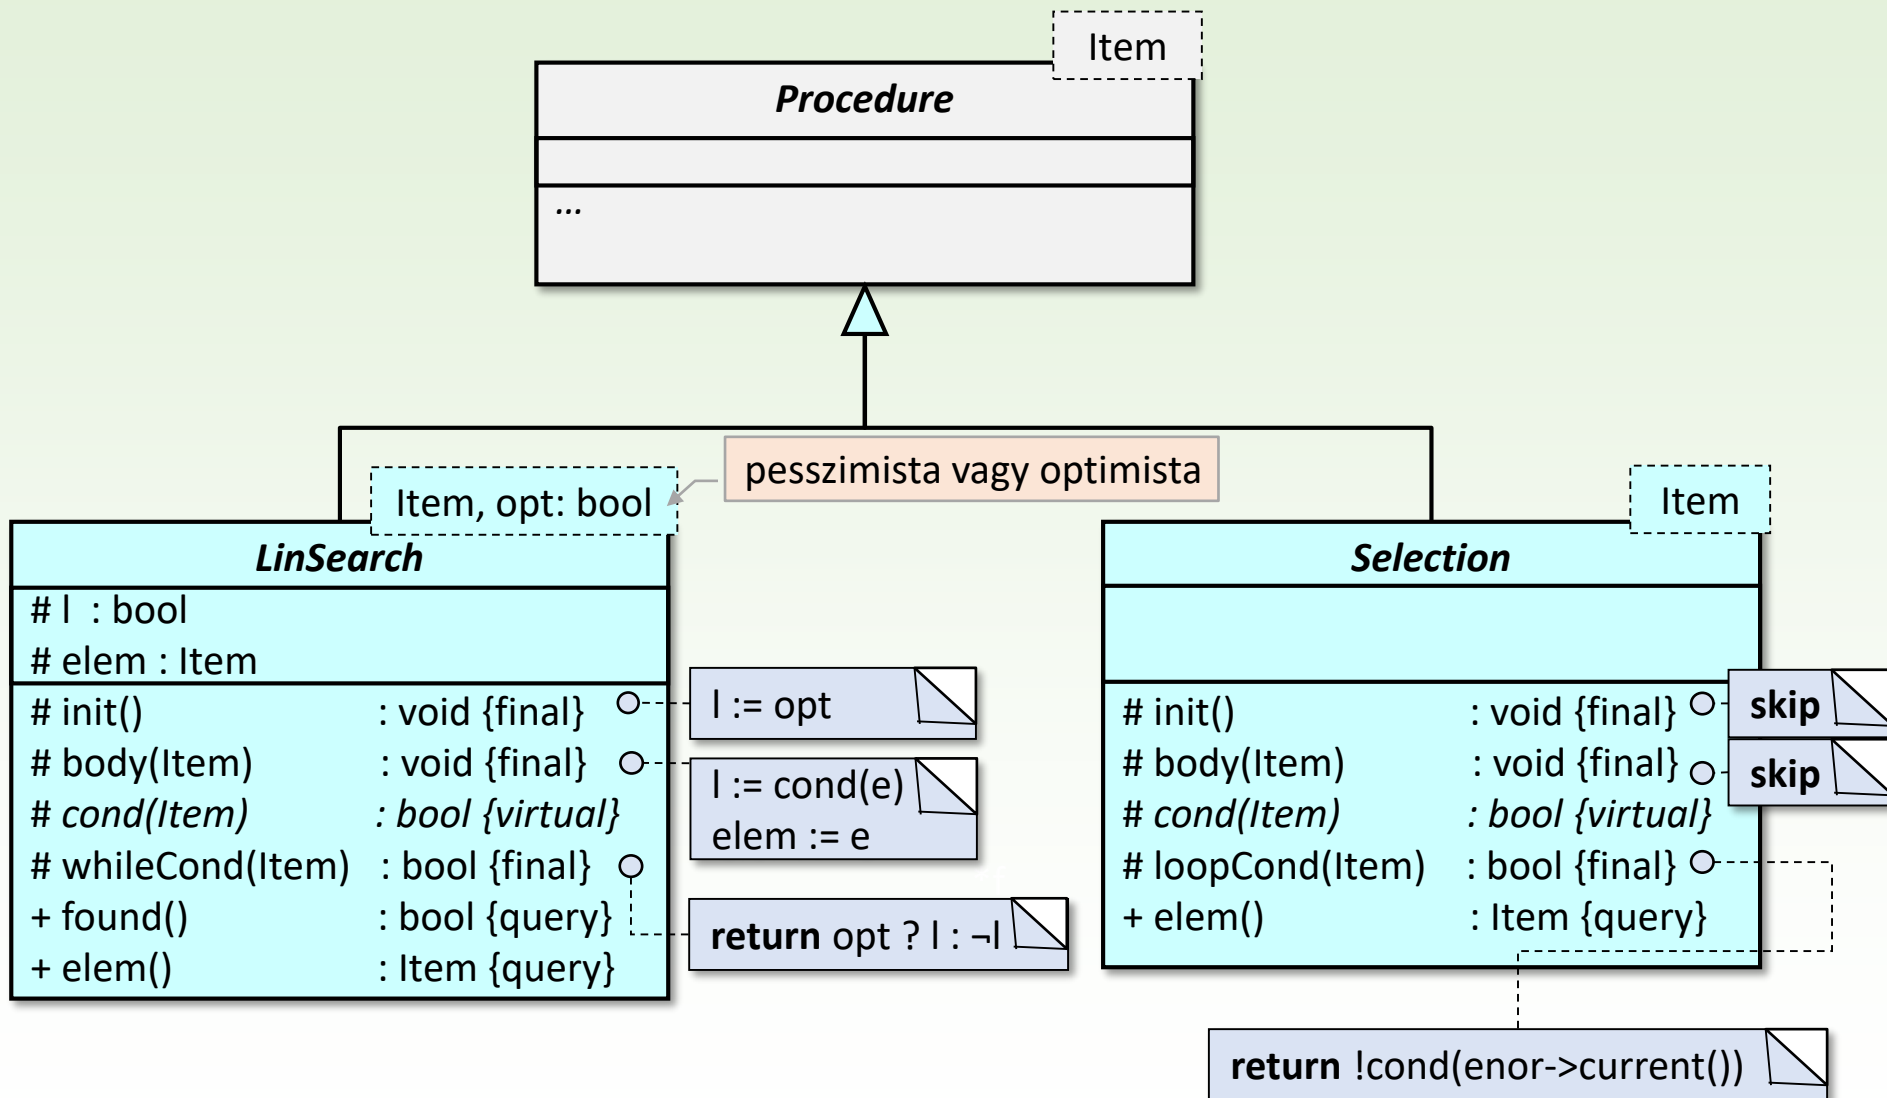 Item
Procedure
...
pesszimista vagy optimista
Item, opt: bool
LinSearch
# l : bool
# elem : Item
# init() : void {final}
# body(Item) : void {final}
# cond(Item) : bool {virtual}
# whileCond(Item) : bool {final}
+ found() : bool {query}
+ elem() : Item {query}
l := opt
l := cond(e)
elem := e
return opt ? l : ¬l
Item
Selection
# init() : void {final}
# body(Item) : void {final}
# cond(Item) : bool {virtual}
# loopCond(Item) : bool {final}
+ elem() : Item {query}
skip
skip
return !cond(enor->current())